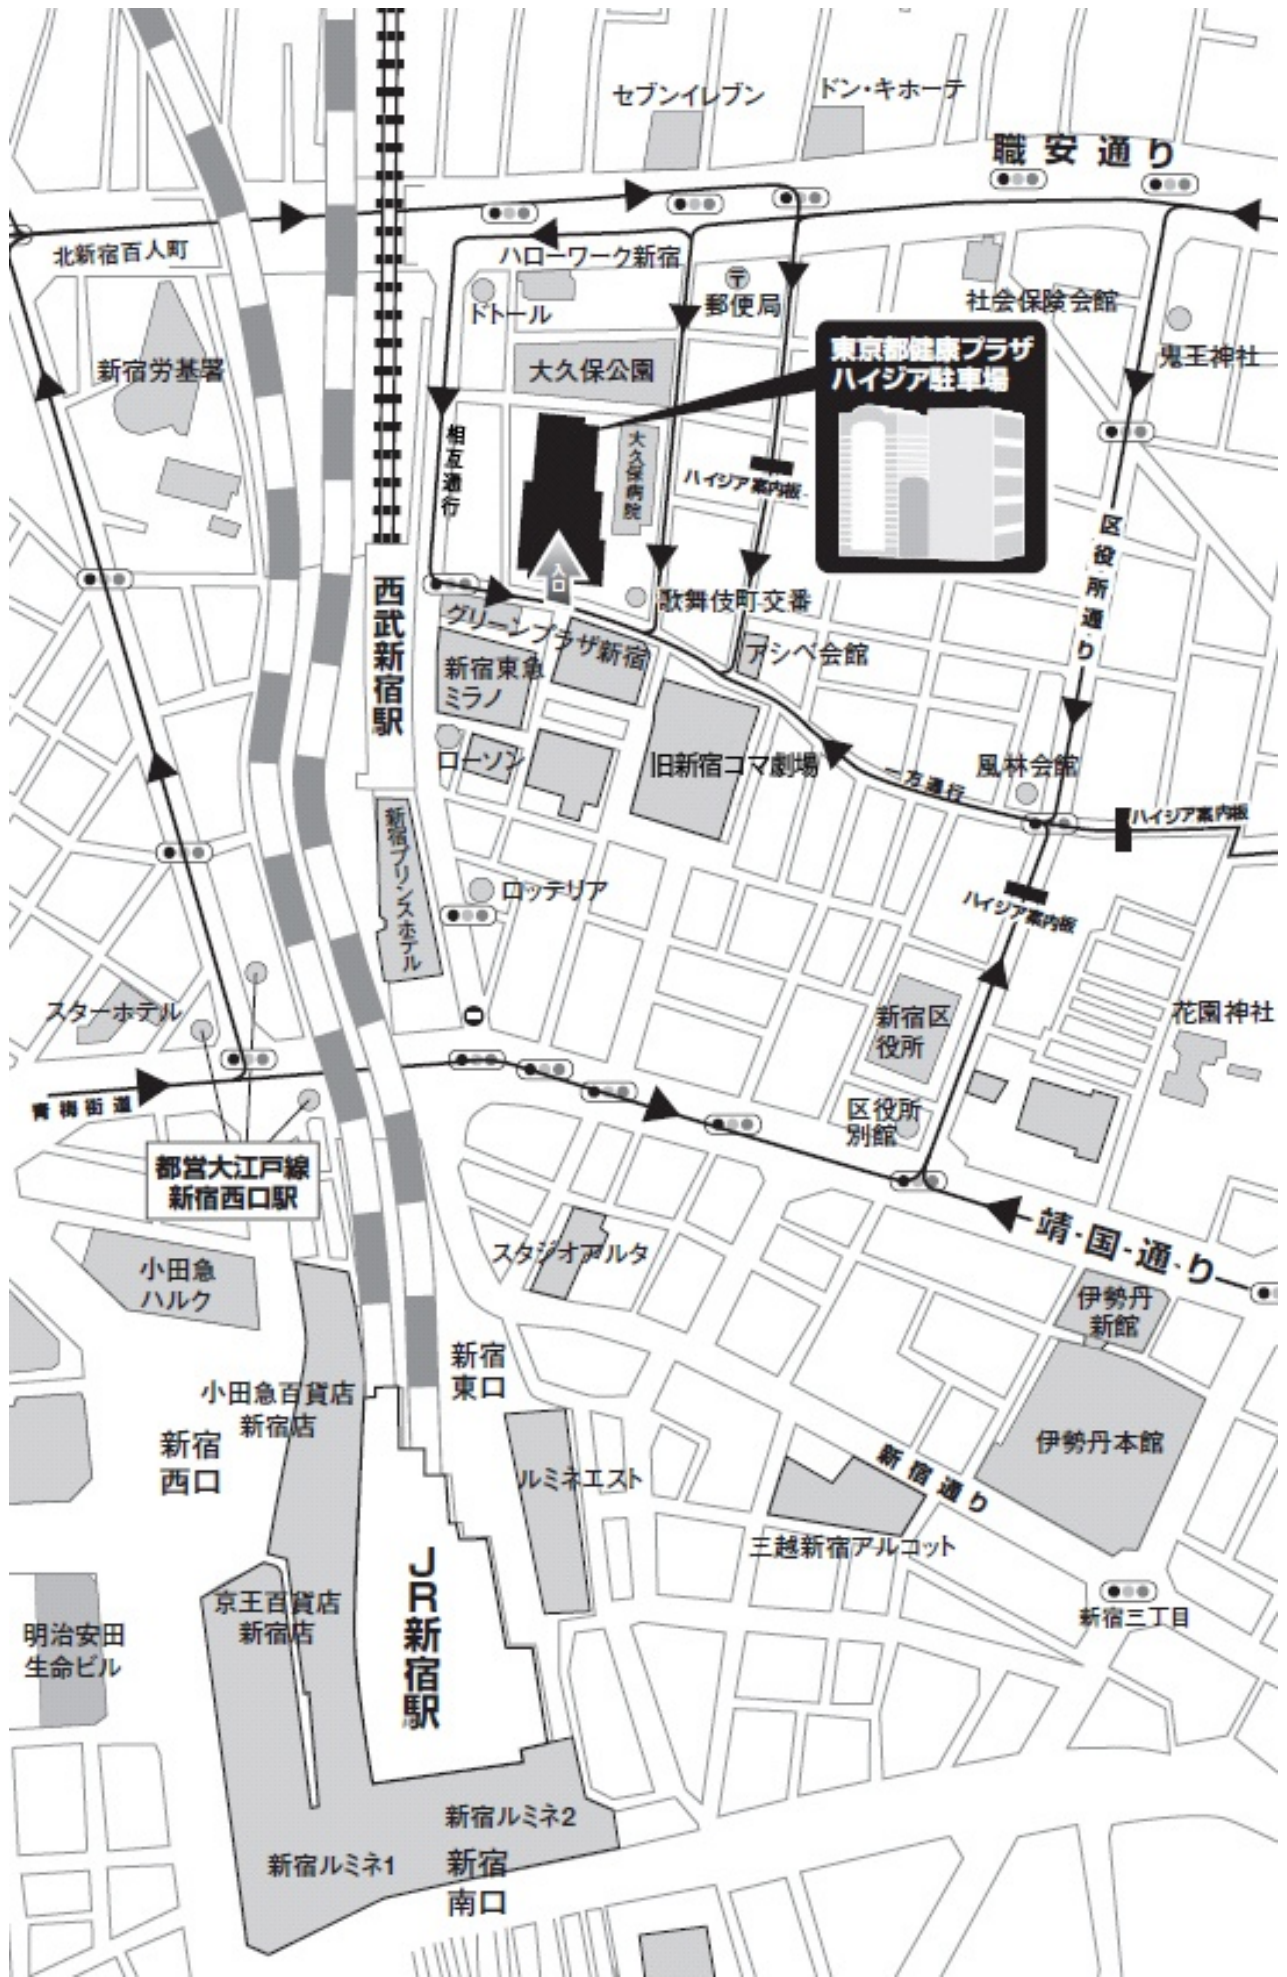 セブンイレブン
ドン・キホーテ
職安通り
北新宿百人町
ハローワーク新宿
〒
郵便局
ドトール
社会保険会館
鬼王神社
新宿労基署
大久保公園
東京都健康プラザ
ハイジア駐車場
相互通行
大久保病院
ハイジア案内板
区役所通り
入口
西武新宿駅
歌舞伎町交番
グリーンプラザ新宿
アシベ会館
新宿東急
ミラノ
ローソン
旧新宿コマ劇場
一方通行
風林会館
ハイジア案内板
新宿プリンスホテル
ロッテリア
ハイジア案内板
スターホテル
新宿区
役所
花園神社
青梅街道
区役所
別館
都営大江戸線
新宿西口駅
靖国通り
スタジオアルタ
小田急
ハルク
伊勢丹
新館
新宿
東口
小田急百貨店
新宿店
新宿
西口
伊勢丹本館
ルミネエスト
新宿通り
三越新宿アルコット
JR新宿駅
京王百貨店
新宿店
新宿三丁目
明治安田
生命ビル
新宿ルミネ2
新宿ルミネ1
新宿
南口